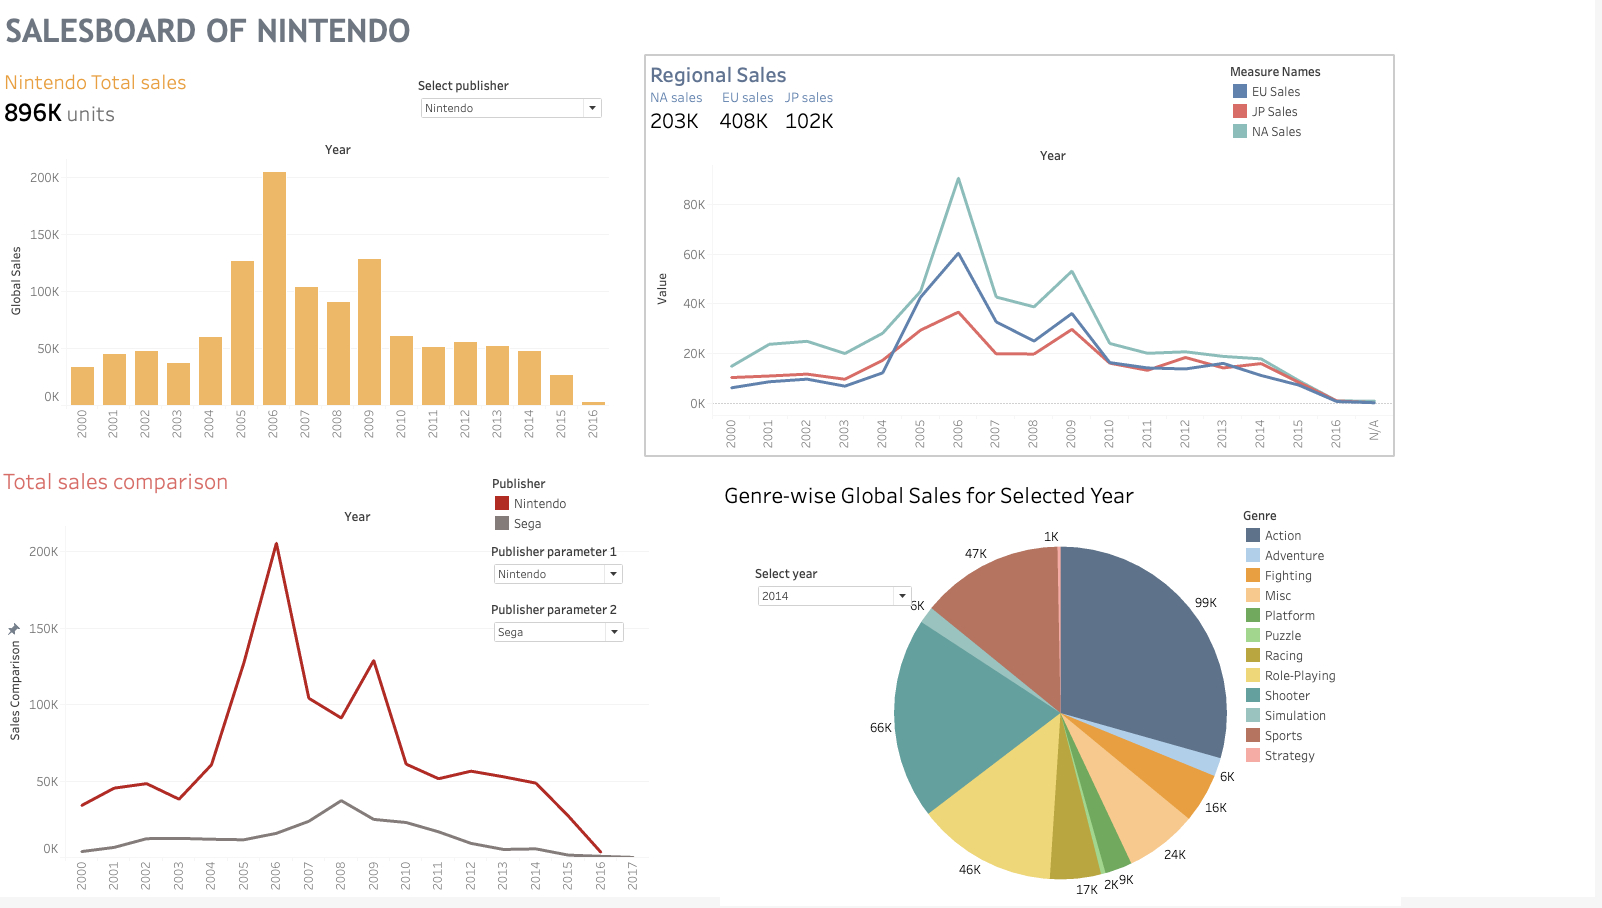 SALESBOARD OF NINTENDO
Nintendo Total sales
896K units
Select publisher
Nintendo
Year
Global Sales
200K
150K
100K
50K
0K
2000 2001 2002 2003 2004 2005 2006 2007 2008 2009 2010 2011 2012 2013 2014 2015 2016
Regional Sales
NA sales EU sales JP sales
203K 408K 102K
Measure Names
EU Sales
JP Sales
NA Sales
Year
Value
80K
60K
40K
20K
0K
2000 2001 2002 2003 2004 2005 2006 2007 2008 2009 2010 2011 2012 2013 2014 2015 2016 N/A
Total sales comparison
Publisher
Nintendo
Sega
Publisher parameter 1
Nintendo
Publisher parameter 2
Sega
Year
Sales Comparison
200K
150K
100K
50K
0K
2000 2001 2002 2003 2004 2005 2006 2007 2008 2009 2010 2011 2012 2013 2014 2015 2016 2017
Genre-wise Global Sales for Selected Year
Select year
2014
1K
99K
6K
16K
24K
9K
2K
17K
46K
66K
6K
47K
Genre
Action
Adventure
Fighting
Misc
Platform
Puzzle
Racing
Role-Playing
Shooter
Simulation
Sports
Strategy